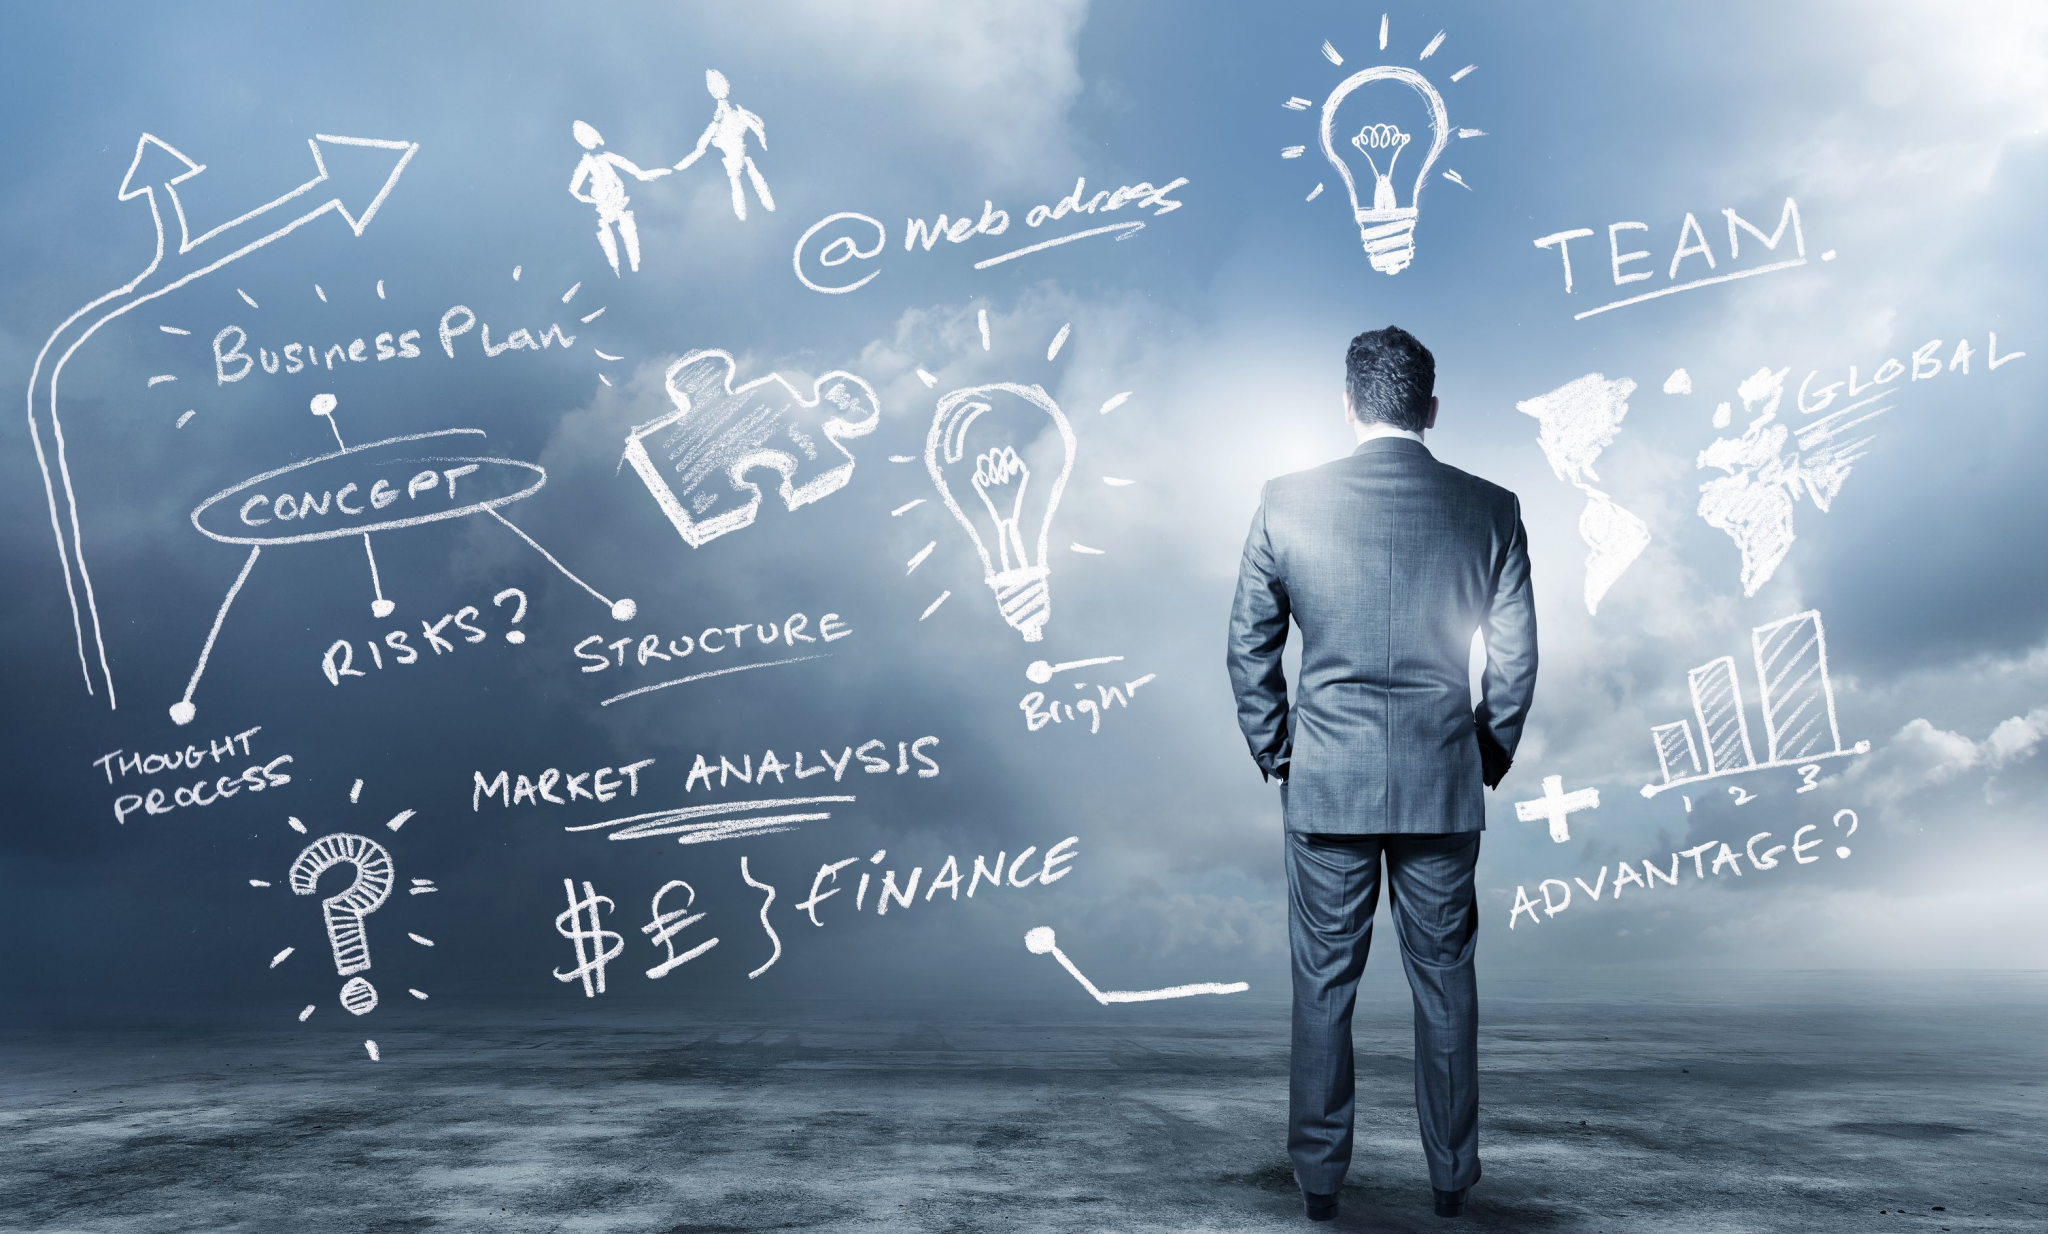 @ Web adress
TEAM.
Business Plan
GLOBAL
CONCEPT
RISKS?
STRUCTURE
Bright
THOUGHT
PROCESS
MARKET ANALYSIS
1 2 3
+
ADVANTAGE?
$ £ } FINANCE
?